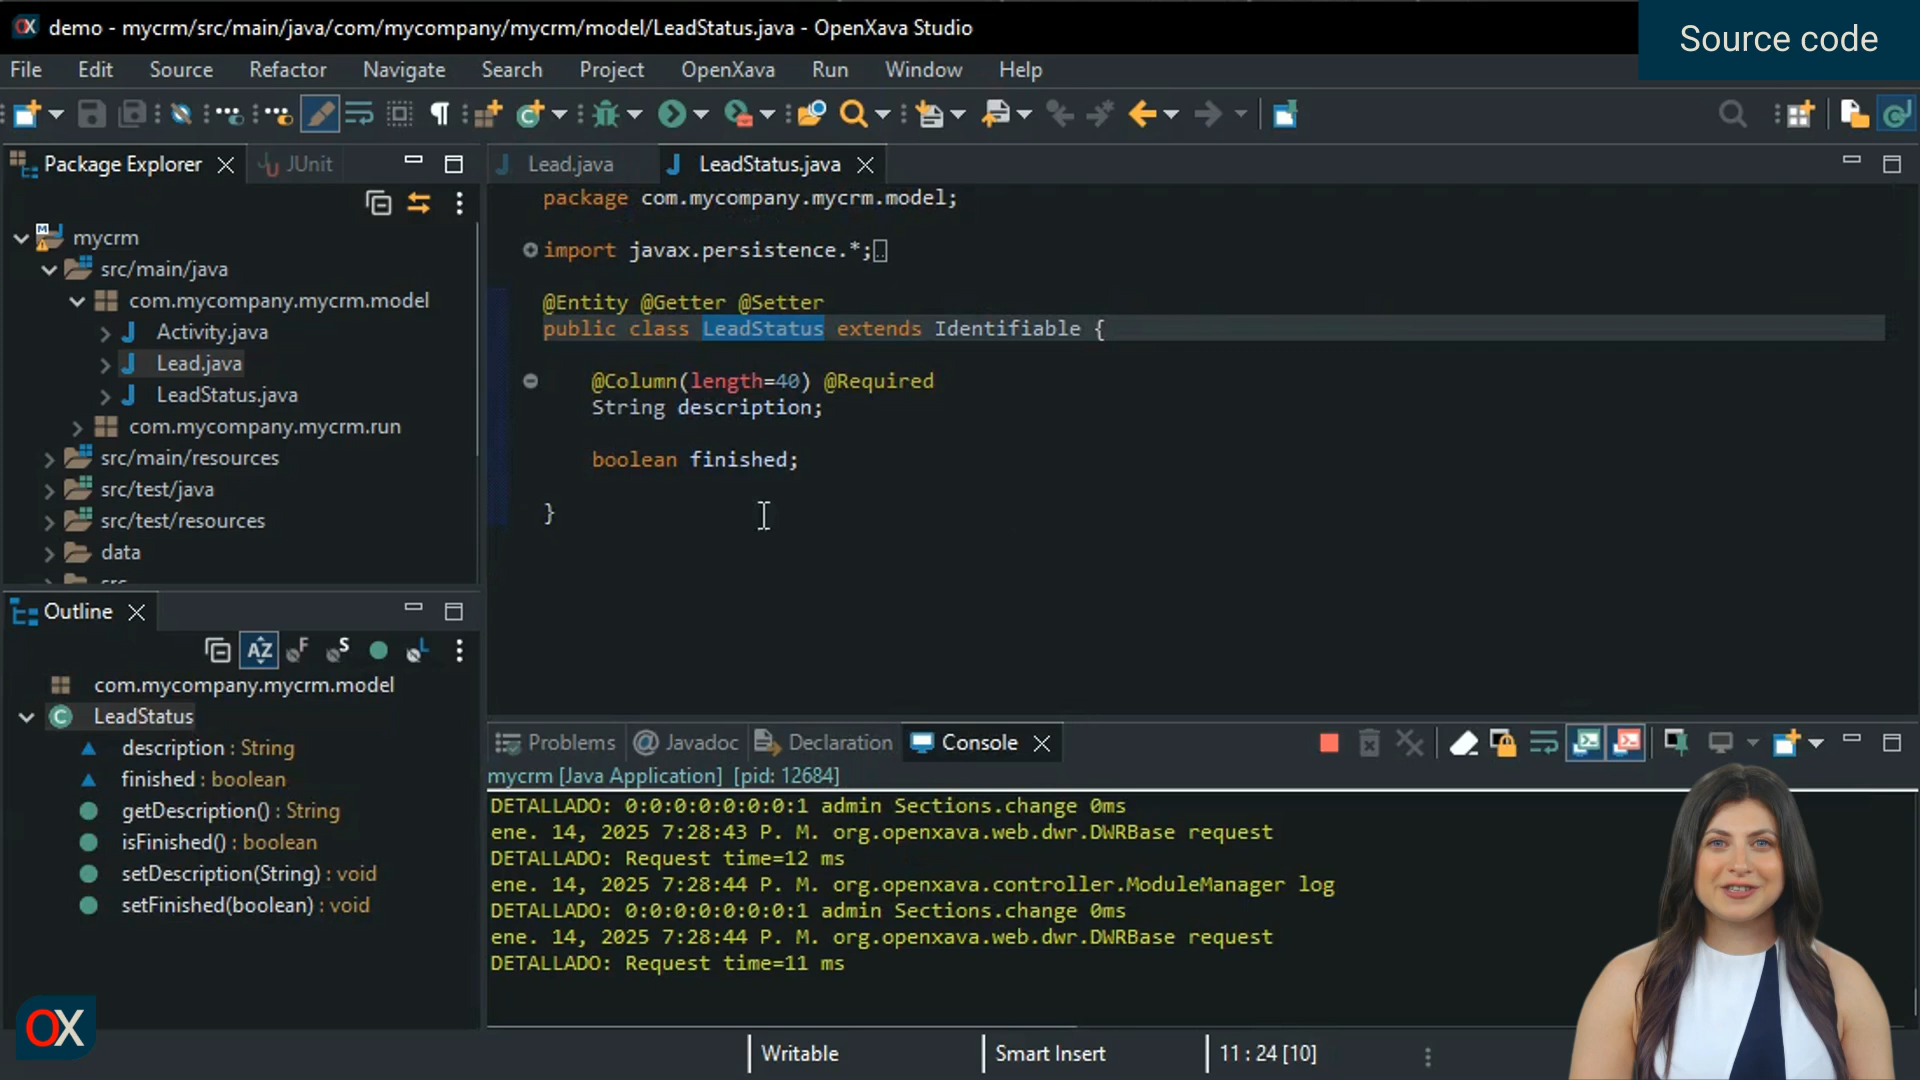 demo - mycrm/src/main/java/com/mycompany/mycrm/model/LeadStatus.java - OpenXava Studio
Source code
File Edit Source Refactor Navigate Search Project OpenXava Run Window Help
Package Explorer
JUnit
mycrm
src/main/java
com.mycompany.mycrm.model
Activity.java
Lead.java
LeadStatus.java
com.mycompany.mycrm.run
src/main/resources
src/test/java
src/test/resources
data
Lead.java
LeadStatus.java
package com.mycompany.mycrm.model;
import javax.persistence.*;
@Entity @Getter @Setter
public class LeadStatus extends Identifiable {
@Column(length=40) @Required
String description;
boolean finished;
}
Outline
com.mycompany.mycrm.model
LeadStatus
description : String
finished : boolean
getDescription() : String
isFinished() : boolean
setDescription(String) : void
setFinished(boolean) : void
Problems @ Javadoc Declaration Console
mycrm [Java Application] [pid: 12684]
DETALLADO: 0:0:0:0:0:0:0:1 admin Sections.change 0ms
ene. 14, 2025 7:28:43 P. M. org.openxava.web.dwr.DWRBase request
DETALLADO: Request time=12 ms
ene. 14, 2025 7:28:44 P. M. org.openxava.controller.ModuleManager log
DETALLADO: 0:0:0:0:0:0:0:1 admin Sections.change 0ms
ene. 14, 2025 7:28:44 P. M. org.openxava.web.dwr.DWRBase request
DETALLADO: Request time=11 ms
OX
Writable
Smart Insert
11 : 24 [10]